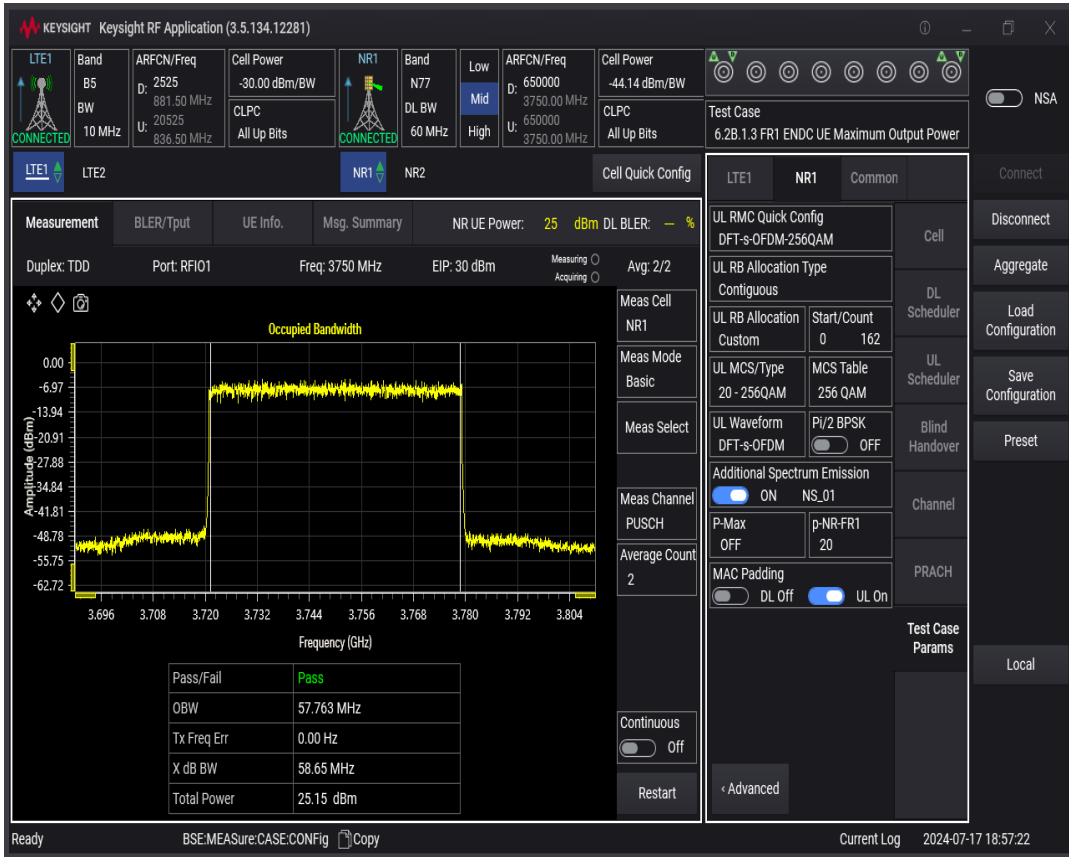 KEYSIGHT Keysight RF Application (3.5.134.12281)
LTE1 Band ARFCN/Freq Cell Power NR1 Band Low ARFCN/Freq Cell Power
B5 D: 2525 -30.00 dBm/BW N77 D: 650000 -44.14 dBm/BW A B A B
881.50 MHz 3750.00 MHz
BW CLPC DL BW Mid CLPC Test Case NSA
CONNECTED 10 MHz U: 20525 All Up Bits CONNECTED 60 MHz High U: 650000 All Up Bits 6.2B.1.3 FR1 ENDC UE Maximum Output Power
836.50 MHz 3750.00 MHz
LTE1 LTE2 NR1 NR2 Cell Quick Config LTE1 NR1 Common Connect
Measurement BLER/Tput UE Info. Msg. Summary NR UE Power: 25 dBm DL BLER: -- %
Duplex: TDD Port: RFIO1 Freq: 3750 MHz EIP: 30 dBm Measuring Acquiring Avg: 2/2
Occupied Bandwidth
Amplitude (dBm)
0.00
-6.97
-13.94
-20.91
-27.88
-34.84
-41.81
-48.78
-55.75
-62.72
3.696 3.708 3.720 3.732 3.744 3.756 3.768 3.780 3.792 3.804
Frequency (GHz)
Pass/Fail Pass
OBW 57.763 MHz
Tx Freq Err 0.00 Hz
X dB BW 58.65 MHz
Total Power 25.15 dBm
Meas Cell
NR1
Meas Mode
Basic
Meas Select
Meas Channel
PUSCH
Average Count
2
Continuous
Off
Restart
UL RMC Quick Config
DFT-s-OFDM-256QAM
UL RB Allocation Type
Contiguous
UL RB Allocation Start/Count
Custom 0 162
UL MCS/Type MCS Table
20 - 256QAM 256 QAM
UL Waveform Pi/2 BPSK
DFT-s-OFDM OFF
Additional Spectrum Emission
ON NS_01
P-Max p-NR-FR1
OFF 20
MAC Padding
DL Off UL On
‹ Advanced
Cell
DL
Scheduler
UL
Scheduler
Blind
Handover
Channel
PRACH
Test Case
Params
Disconnect
Aggregate
Load
Configuration
Save
Configuration
Preset
Local
Ready BSE:MEASure:CASE:CONFig Copy Current Log 2024-07-17 18:57:22